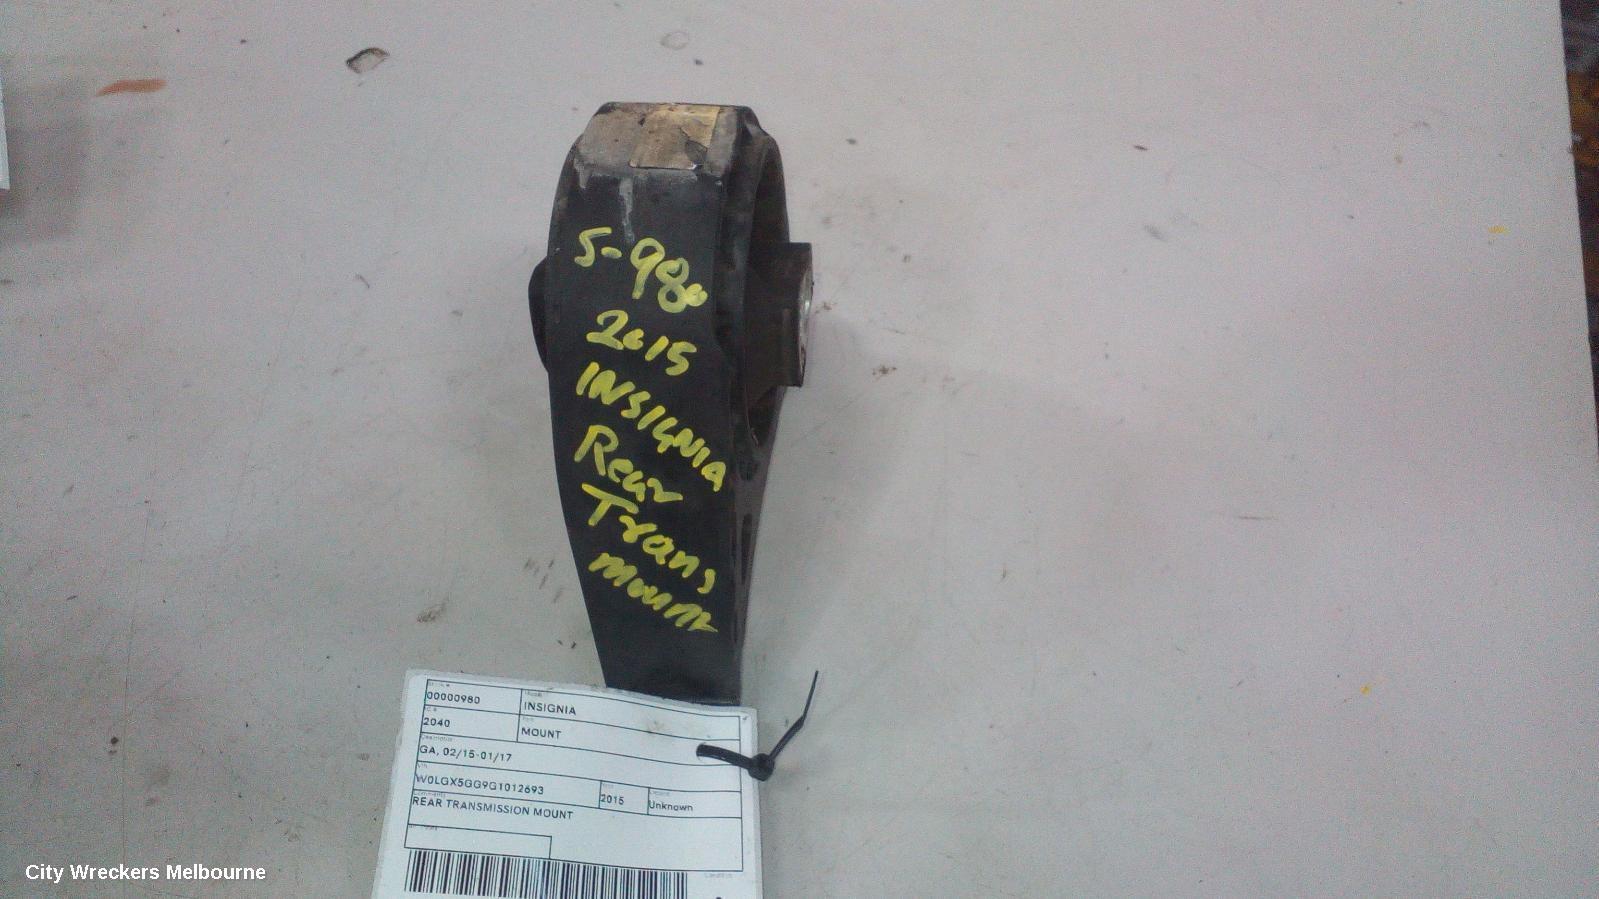 S-980
2015
INSIGNIA
Rear
Trans
mount
00000980
INSIGNIA
2040
MOUNT
GA, 02/15-01/17
W0LGX5GG9G1012693
2015
Unknown
REAR TRANSMISSION MOUNT
City Wreckers Melbourne